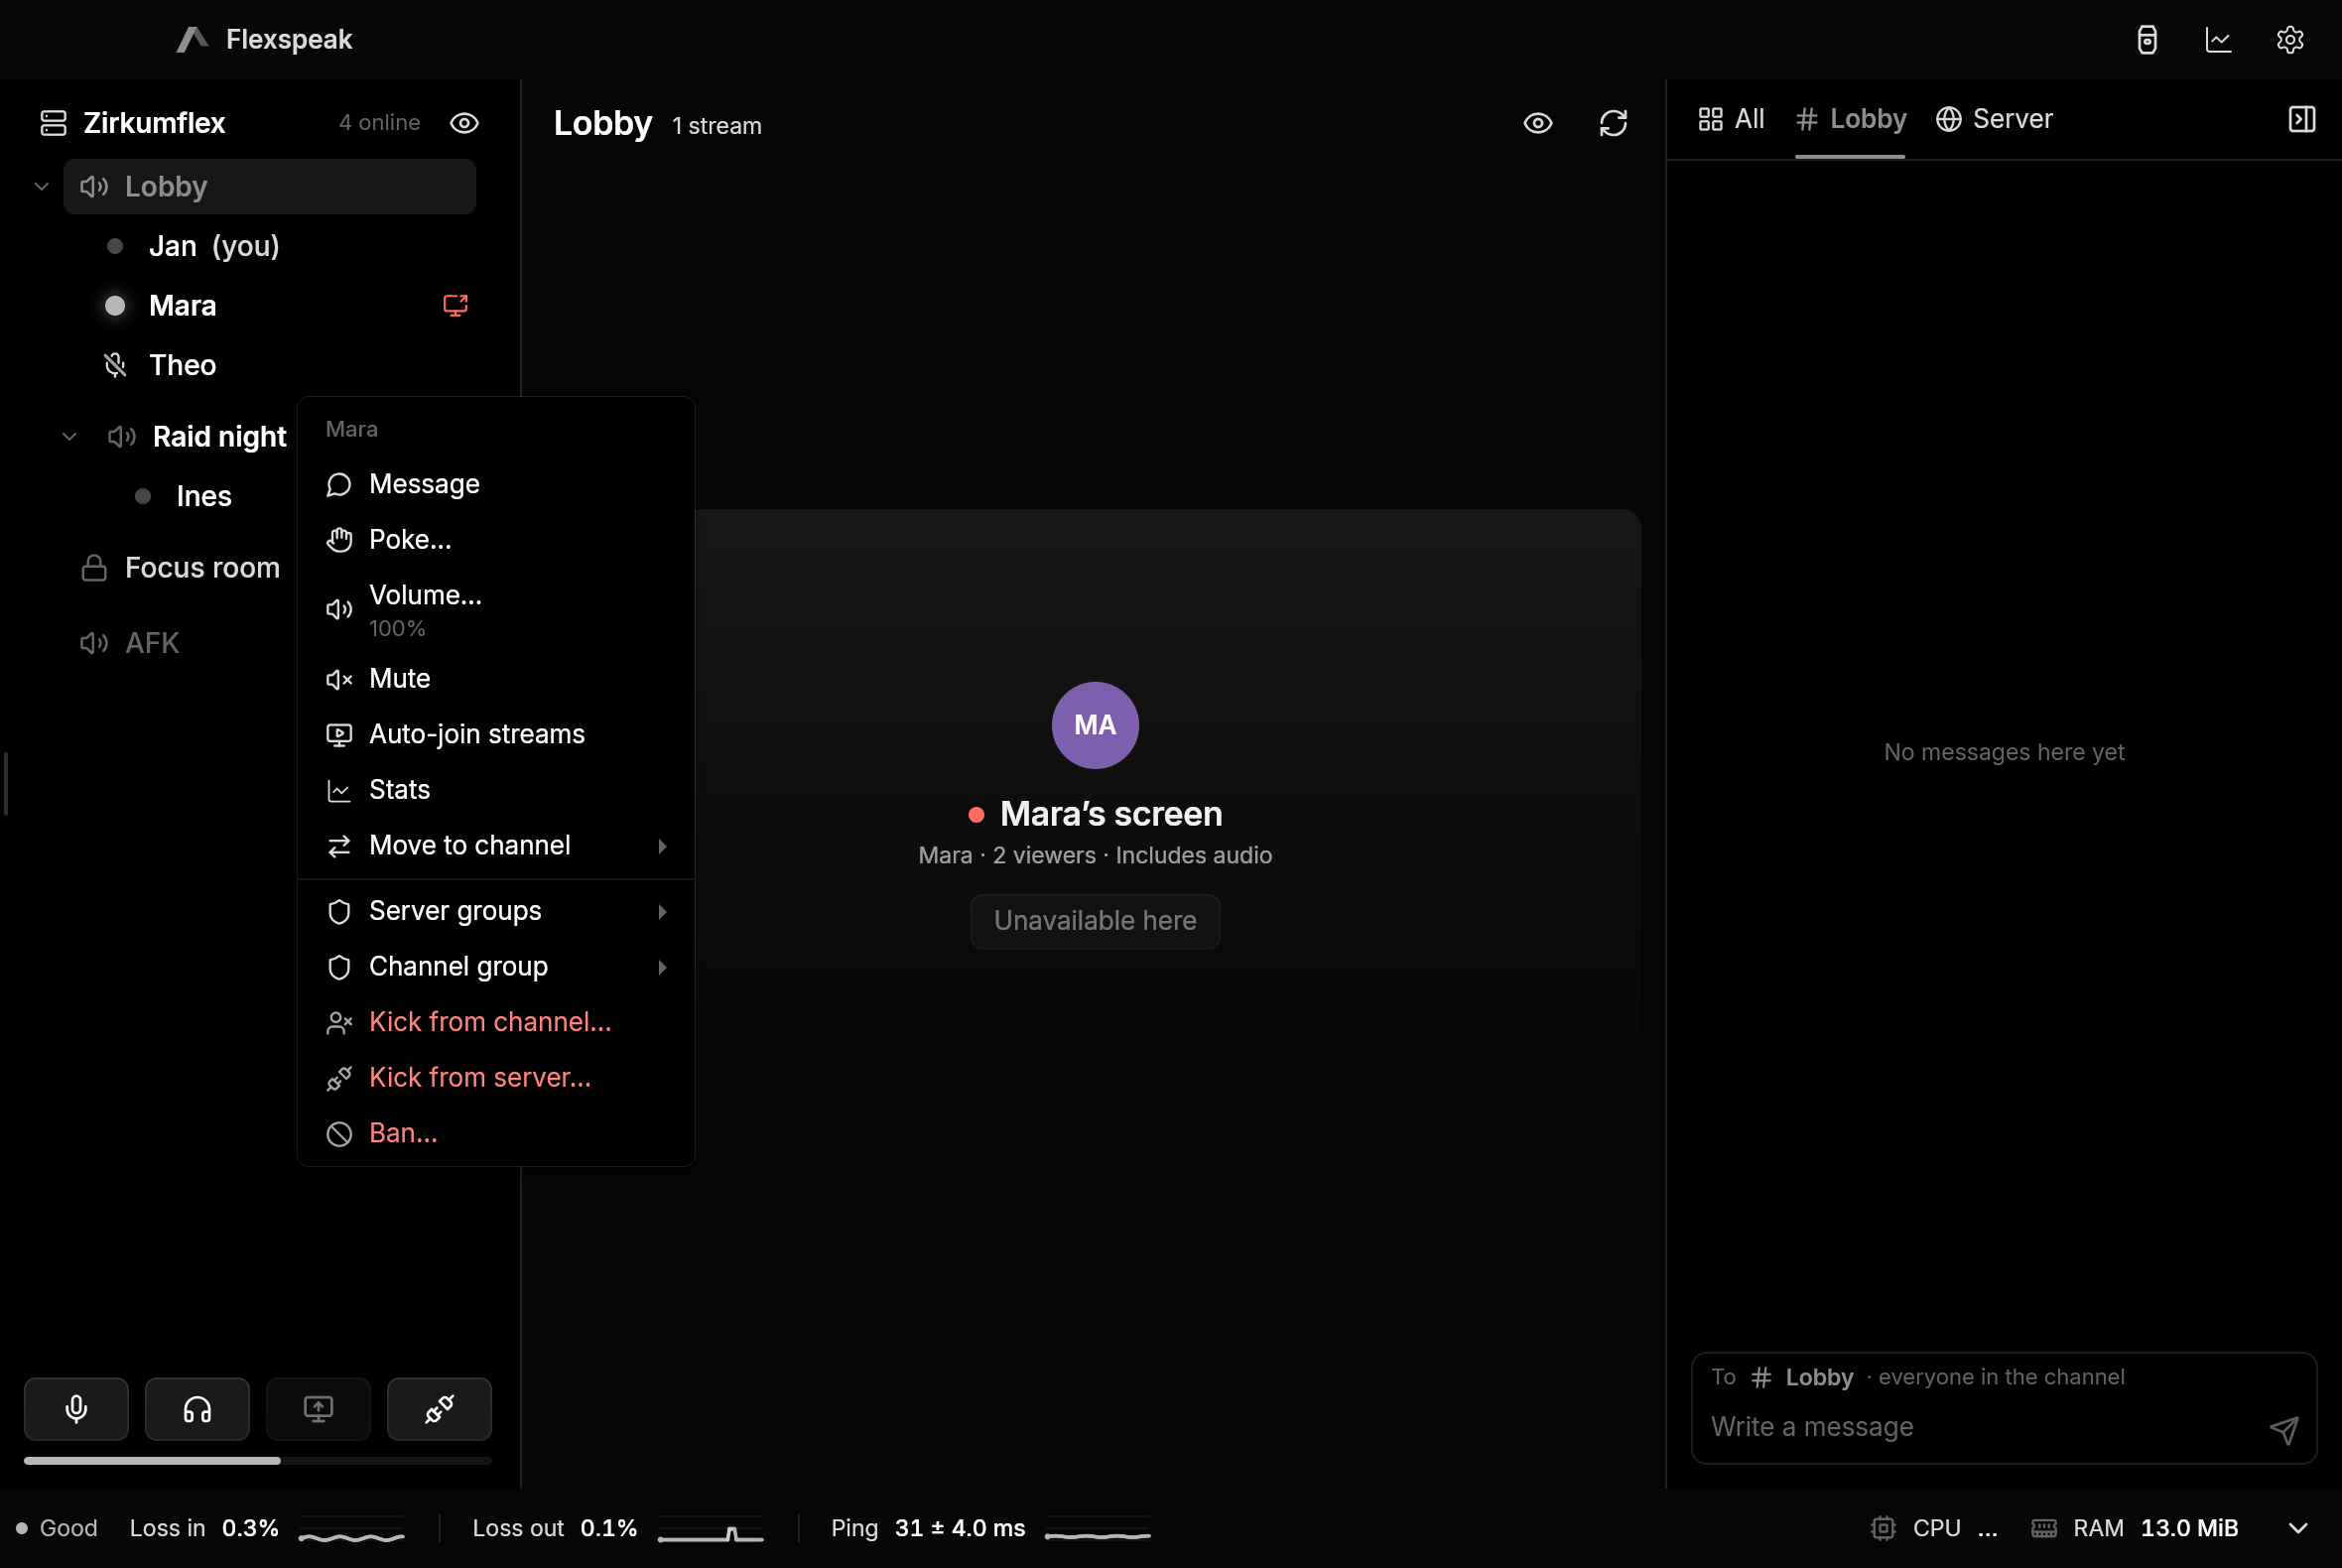 Flexspeak
Zirkumflex 4 online
Lobby
Jan (you)
Mara
Theo
Raid night
Ines
Focus room
AFK
Mara
Message
Poke...
Volume...
100%
Mute
Auto-join streams
Stats
Move to channel
Server groups
Channel group
Kick from channel...
Kick from server...
Ban...
Lobby 1 stream
MA
Mara’s screen
Mara · 2 viewers · Includes audio
Unavailable here
All # Lobby Server
No messages here yet
To # Lobby · everyone in the channel
Write a message
Good Loss in 0.3% Loss out 0.1% Ping 31 ± 4.0 ms CPU ... RAM 13.0 MiB